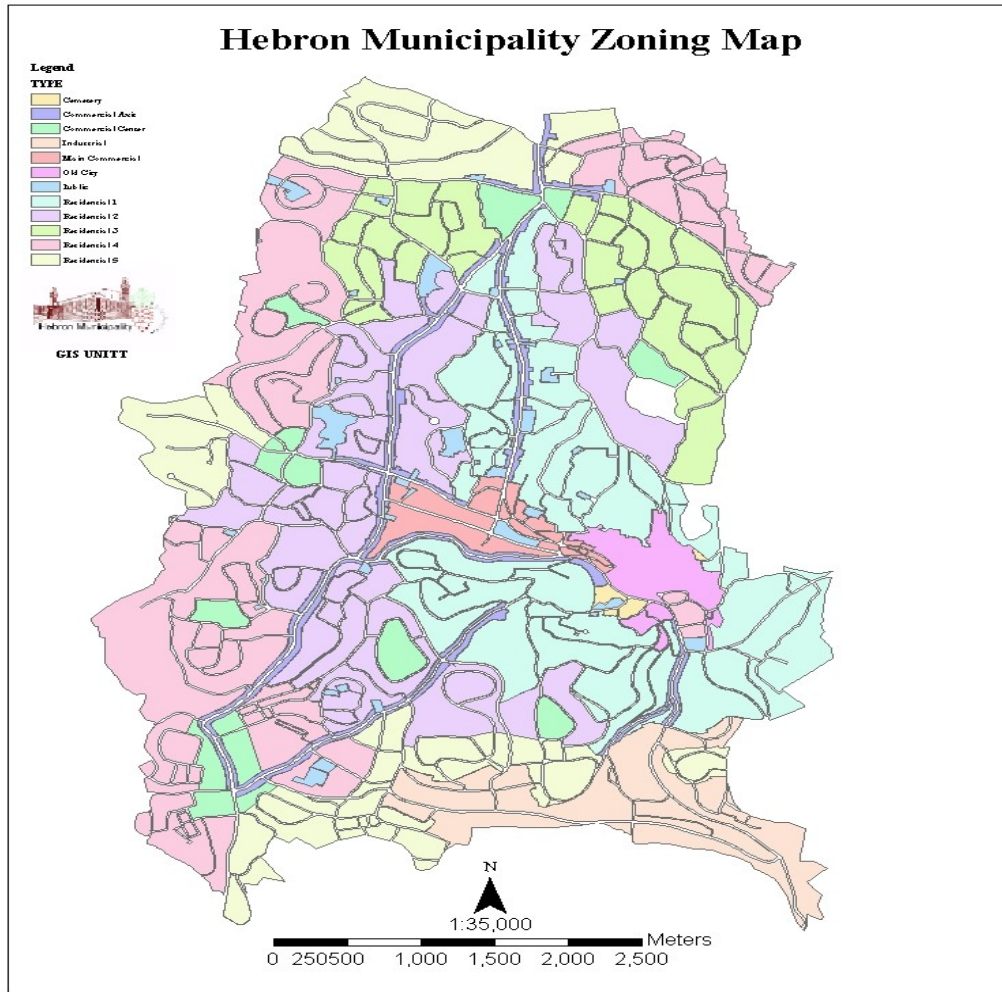 Hebron Municipality Zoning Map
Legend
TYPE
Cemetery
Commercial Axis
Commercial Center
Industrial
Main Commercial
Old City
Public
Residential 1
Residential 2
Residential 3
Residential 4
Residential 5
Hebron Municipality
GIS UNITT
N
1:35,000
Meters
0 250500 1,000 1,500 2,000 2,500